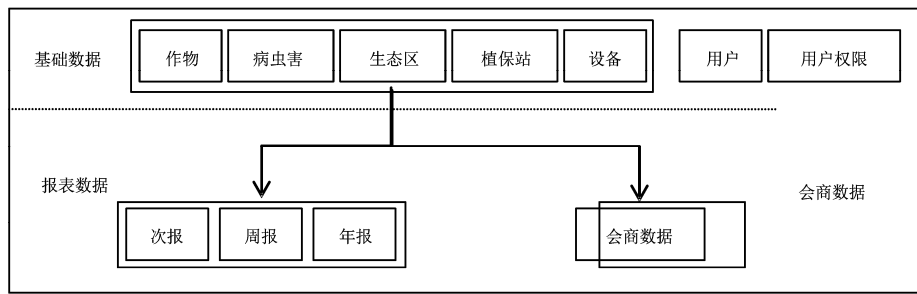 基础数据
作物
病虫害
生态区
植保站
设备
用户
用户权限
报表数据
会商数据
次报
周报
年报
会商数据